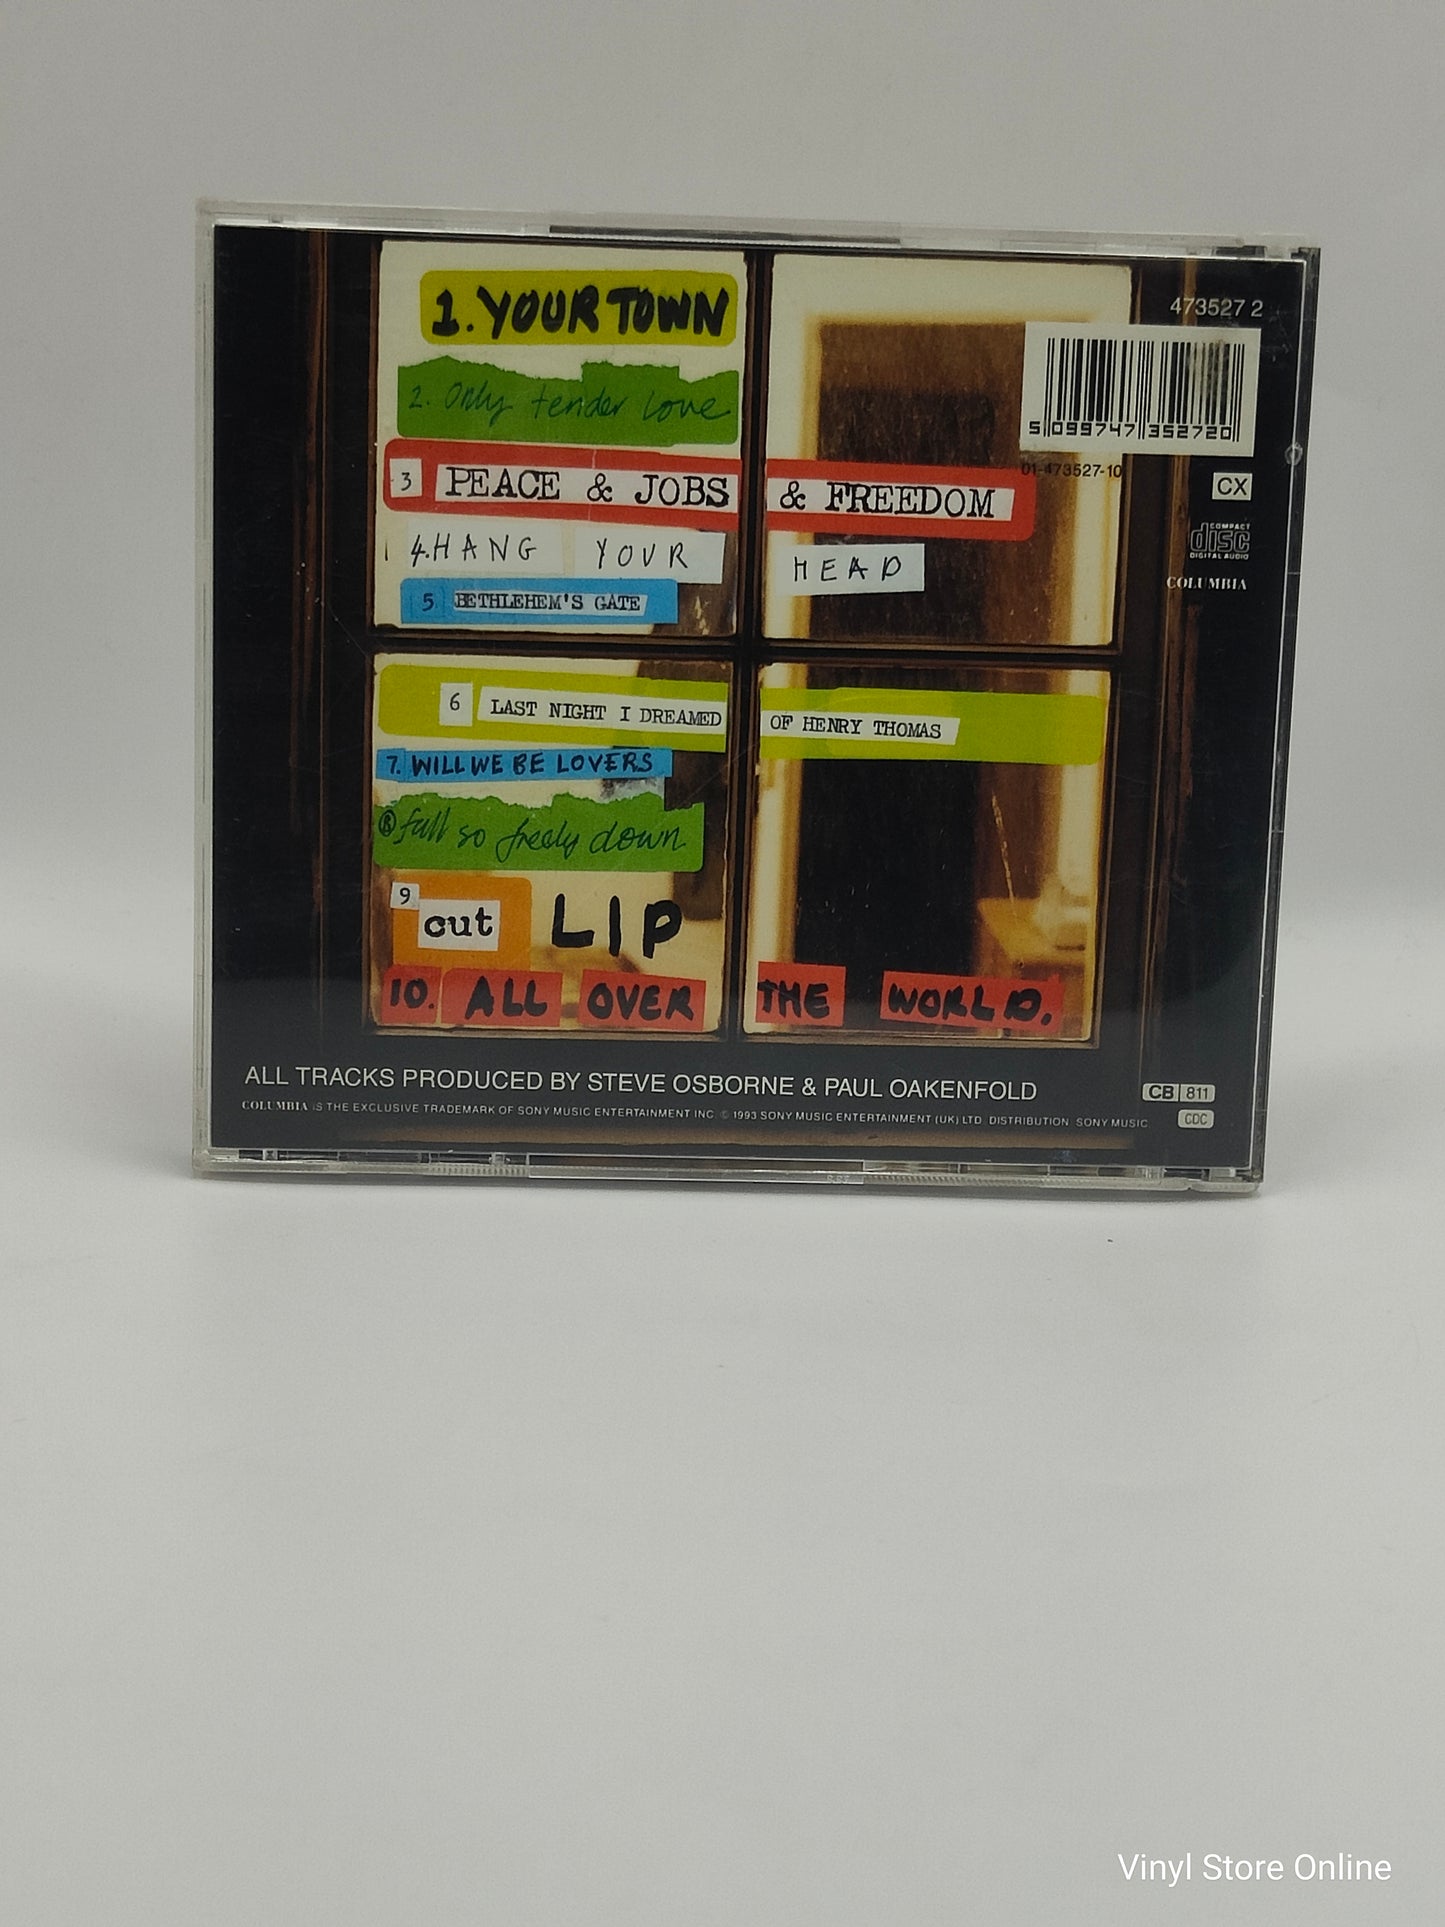 1. YOUR TOWN
2. Only tender love
3 PEACE & JOBS & FREEDOM
4. HANG YOUR HEAD
5 BETHLEHEM'S GATE
6 LAST NIGHT I DREAMED OF HENRY THOMAS
7. WILL WE BE LOVERS
8 fall so freely down
9 cut LIP
10. ALL OVER THE WORLD.
473527 2
5 099747 352720
01-473527-10
CX
COMPACT
disc
DIGITAL AUDIO
COLUMBIA
ALL TRACKS PRODUCED BY STEVE OSBORNE & PAUL OAKENFOLD
COLUMBIA IS THE EXCLUSIVE TRADEMARK OF SONY MUSIC ENTERTAINMENT INC. © 1993 SONY MUSIC ENTERTAINMENT (UK) LTD DISTRIBUTION SONY MUSIC
CB 811
CDC
Vinyl Store Online